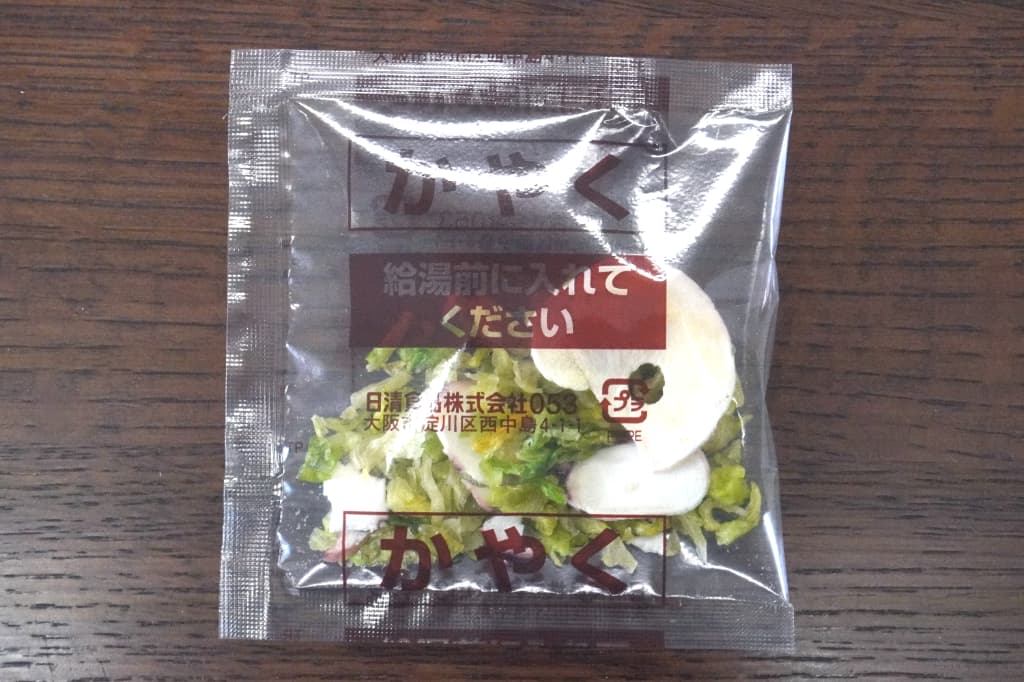 かやく
給湯前に入れて
ください
日清食品株式会社053
大阪市淀川区西中島4-1-1
プラ
かやく